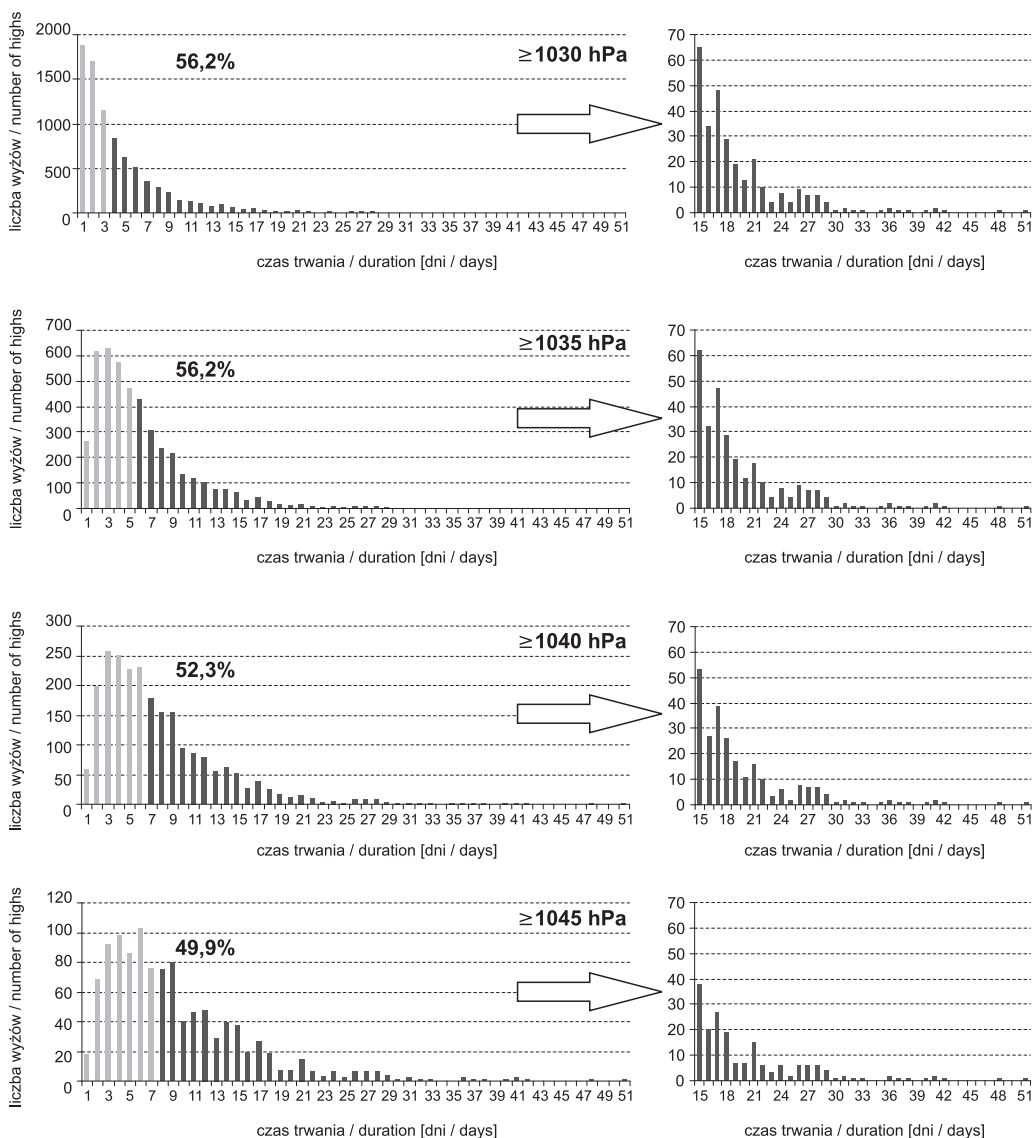 liczba wyżów / number of highs
2000
1500
1000
500
0
56,2%
≥1030 hPa
1 3 5 7 9 11 13 15 17 19 21 23 25 27 29 31 33 35 37 39 41 43 45 47 49 51
czas trwania / duration [dni / days]
70
60
50
40
30
20
10
0
15 18 21 24 27 30 33 36 39 42 45 48 51
czas trwania / duration [dni / days]
liczba wyżów / number of highs
700
600
500
400
300
200
100
0
56,2%
≥1035 hPa
1 3 5 7 9 11 13 15 17 19 21 23 25 27 29 31 33 35 37 39 41 43 45 47 49 51
czas trwania / duration [dni / days]
70
60
50
40
30
20
10
0
15 18 21 24 27 30 33 36 39 42 45 48 51
czas trwania / duration [dni / days]
liczba wyżów / number of highs
300
250
200
150
100
50
0
52,3%
≥1040 hPa
1 3 5 7 9 11 13 15 17 19 21 23 25 27 29 31 33 35 37 39 41 43 45 47 49 51
czas trwania / duration [dni / days]
70
60
50
40
30
20
10
0
15 18 21 24 27 30 33 36 39 42 45 48 51
czas trwania / duration [dni / days]
liczba wyżów / number of highs
120
100
80
60
40
20
0
49,9%
≥1045 hPa
1 3 5 7 9 11 13 15 17 19 21 23 25 27 29 31 33 35 37 39 41 43 45 47 49 51
czas trwania / duration [dni / days]
70
60
50
40
30
20
10
0
15 18 21 24 27 30 33 36 39 42 45 48 51
czas trwania / duration [dni / days]